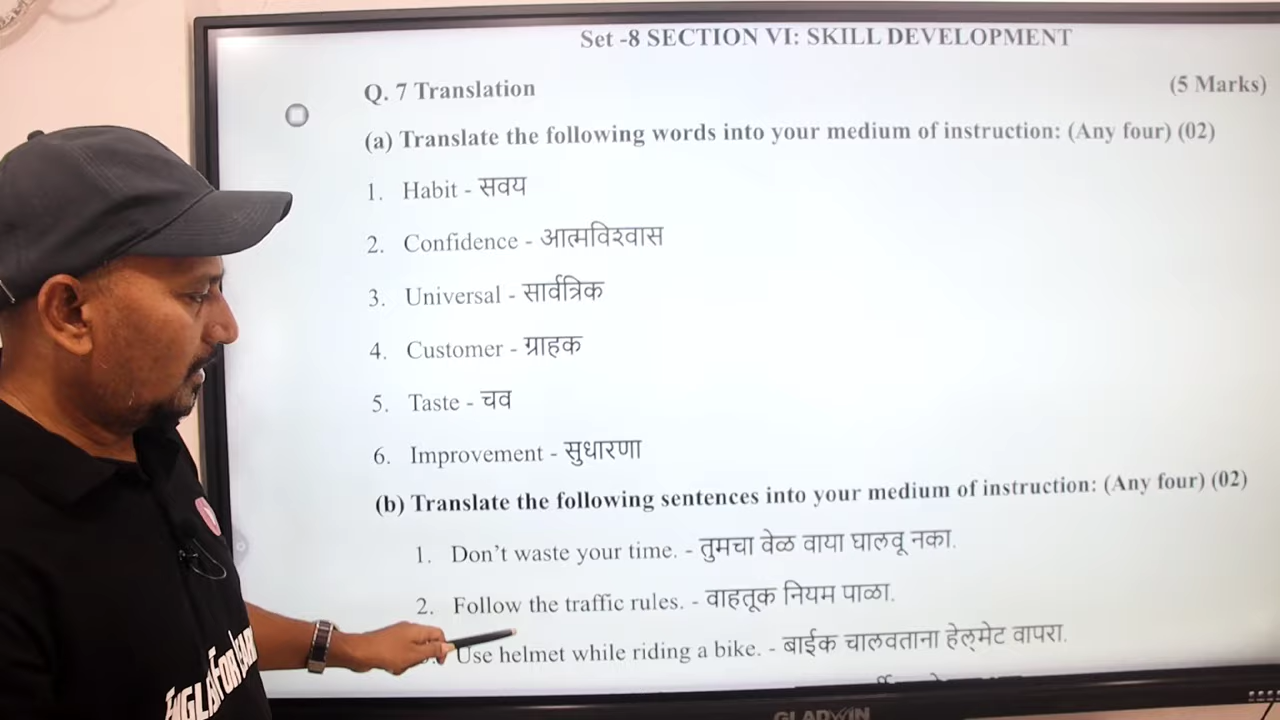 Set -8 SECTION VI: SKILL DEVELOPMENT
Q. 7 Translation (5 Marks)
(a) Translate the following words into your medium of instruction: (Any four) (02)
1. Habit - सवय
2. Confidence - आत्मविश्वास
3. Universal - सार्वत्रिक
4. Customer - ग्राहक
5. Taste - चव
6. Improvement - सुधारणा
(b) Translate the following sentences into your medium of instruction: (Any four) (02)
1. Don’t waste your time. - तुमचा वेळ वाया घालवू नका.
2. Follow the traffic rules. - वाहतूक नियम पाळा.
Use helmet while riding a bike. - बाईक चालवताना हेल्मेट वापरा.
GLADWIN